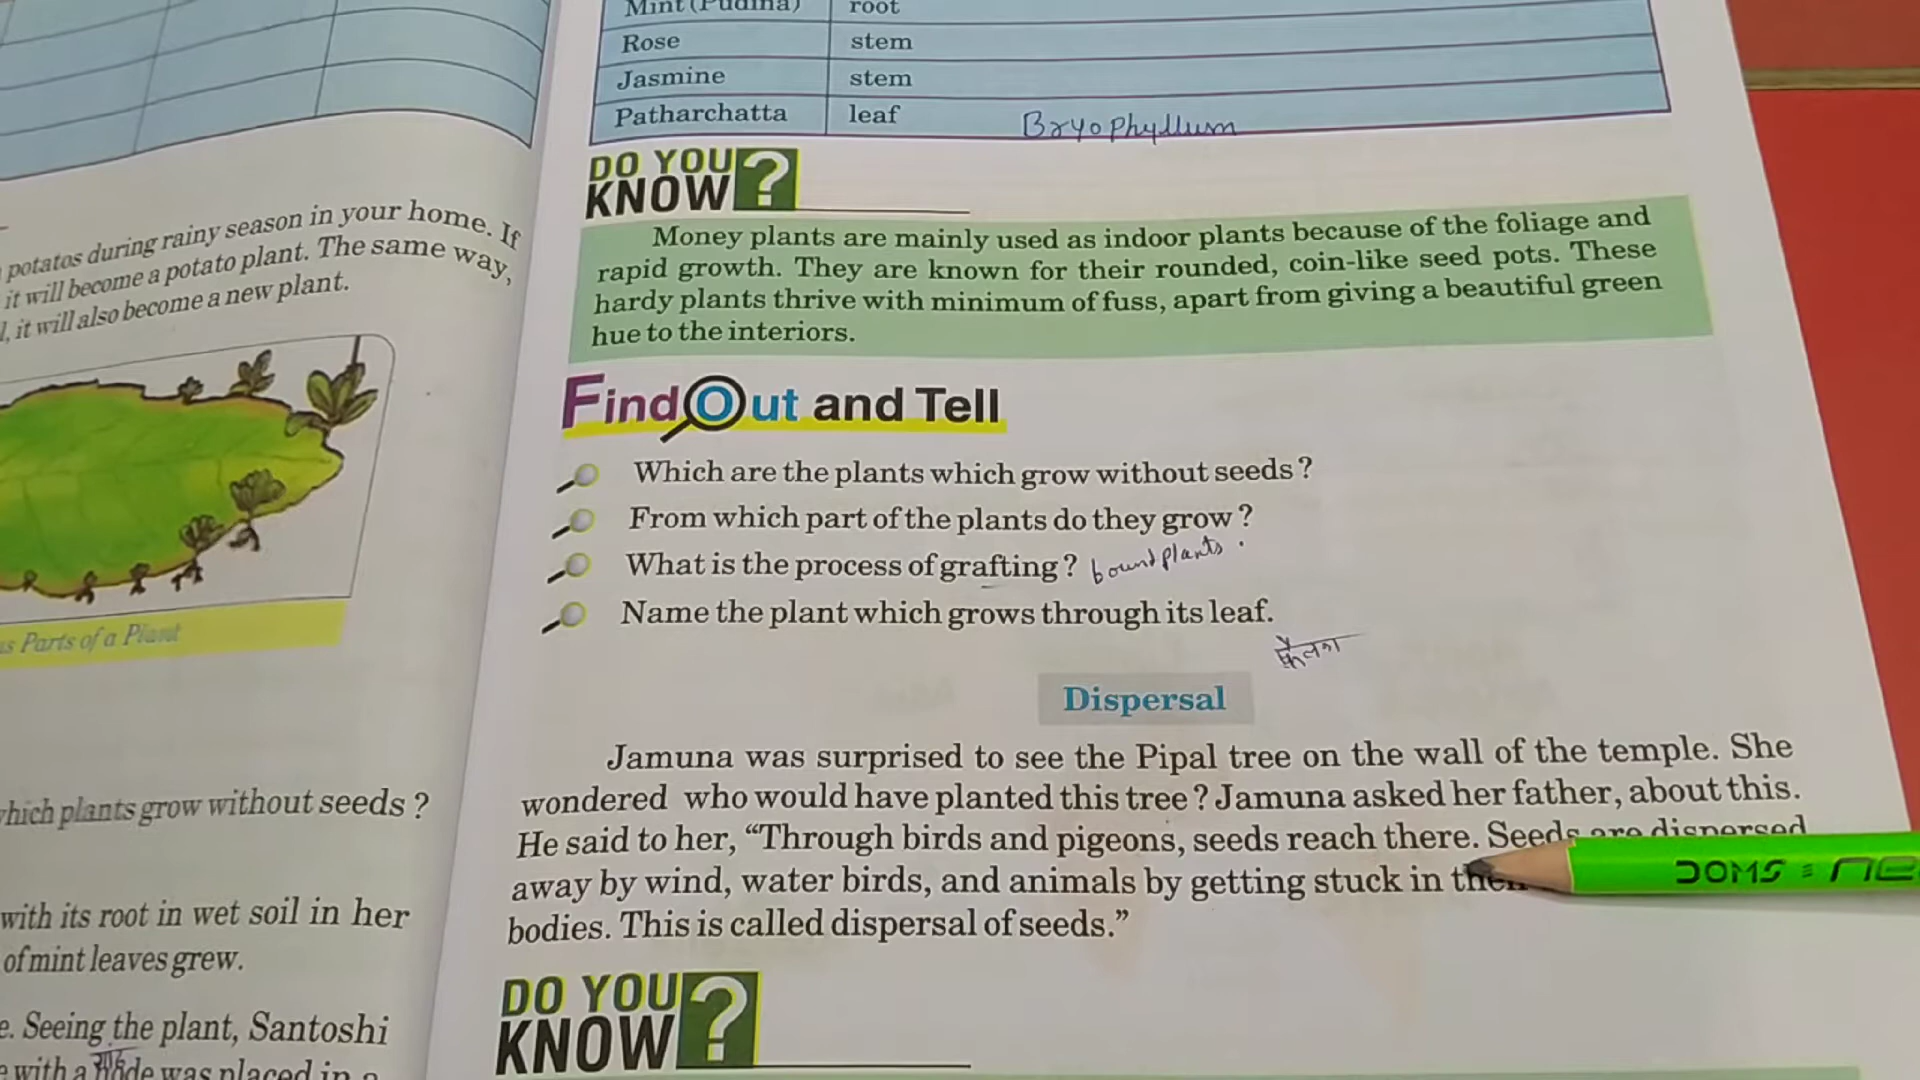 potatos during rainy season in your home. If
it will become a potato plant. The same way,
it will also become a new plant.
Parts of a Plant
which plants grow without seeds ?
with its root in wet soil in her
of mint leaves grew.
Seeing the plant, Santoshi
with a node was placed in a
Mint (Pudina) root
Rose stem
Jasmine stem
Patharchatta leaf Bryophyllum
DO YOU
KNOW ?
Money plants are mainly used as indoor plants because of the foliage and
rapid growth. They are known for their rounded, coin-like seed pots. These
hardy plants thrive with minimum of fuss, apart from giving a beautiful green
hue to the interiors.
Find Out and Tell
Which are the plants which grow without seeds ?
From which part of the plants do they grow ?
What is the process of grafting ? bound plants.
Name the plant which grows through its leaf.
Dispersal
Jamuna was surprised to see the Pipal tree on the wall of the temple. She
wondered who would have planted this tree ? Jamuna asked her father, about this.
He said to her, “Through birds and pigeons, seeds reach there. Seeds are dispersed
away by wind, water birds, and animals by getting stuck in their
bodies. This is called dispersal of seeds.”
DOMS
DO YOU
KNOW ?